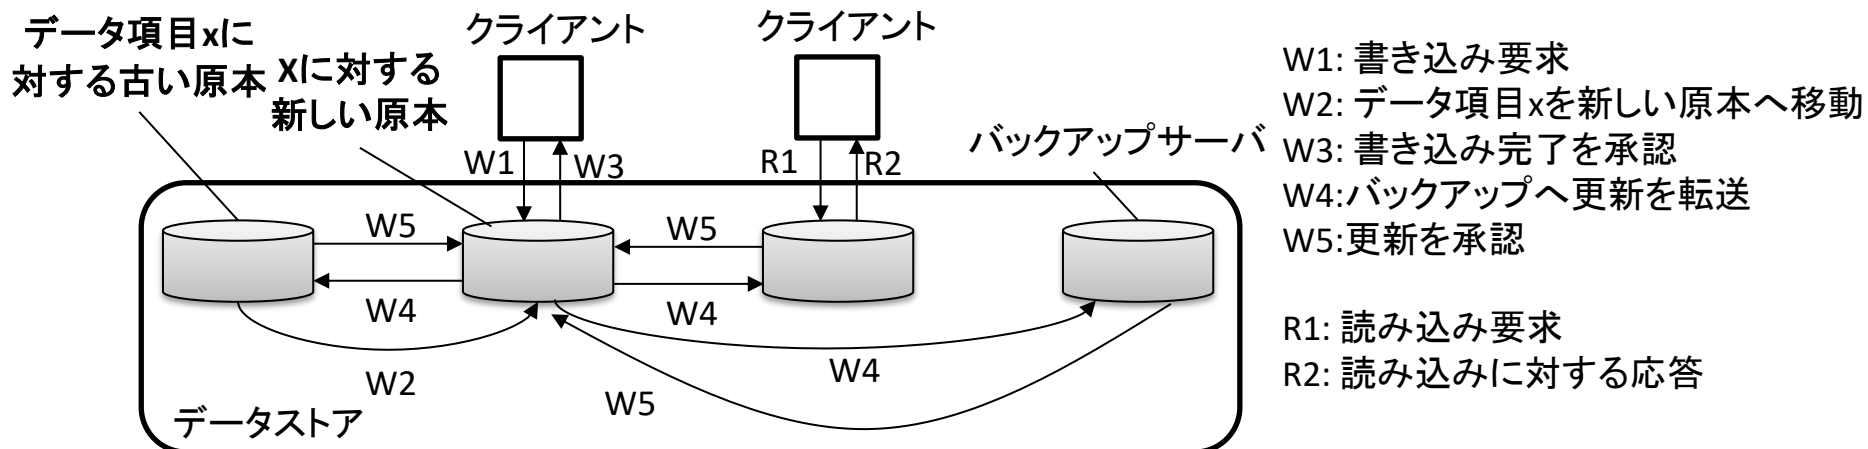 データ項目xに
対する古い原本
Xに対する
新しい原本
クライアント
クライアント
バックアップサーバ
W1
W3
R1
R2
W5
W5
W4
W4
W2
W4
W5
データストア
W1: 書き込み要求
W2: データ項目xを新しい原本へ移動
W3: 書き込み完了を承認
W4:バックアップへ更新を転送
W5:更新を承認
R1: 読み込み要求
R2: 読み込みに対する応答